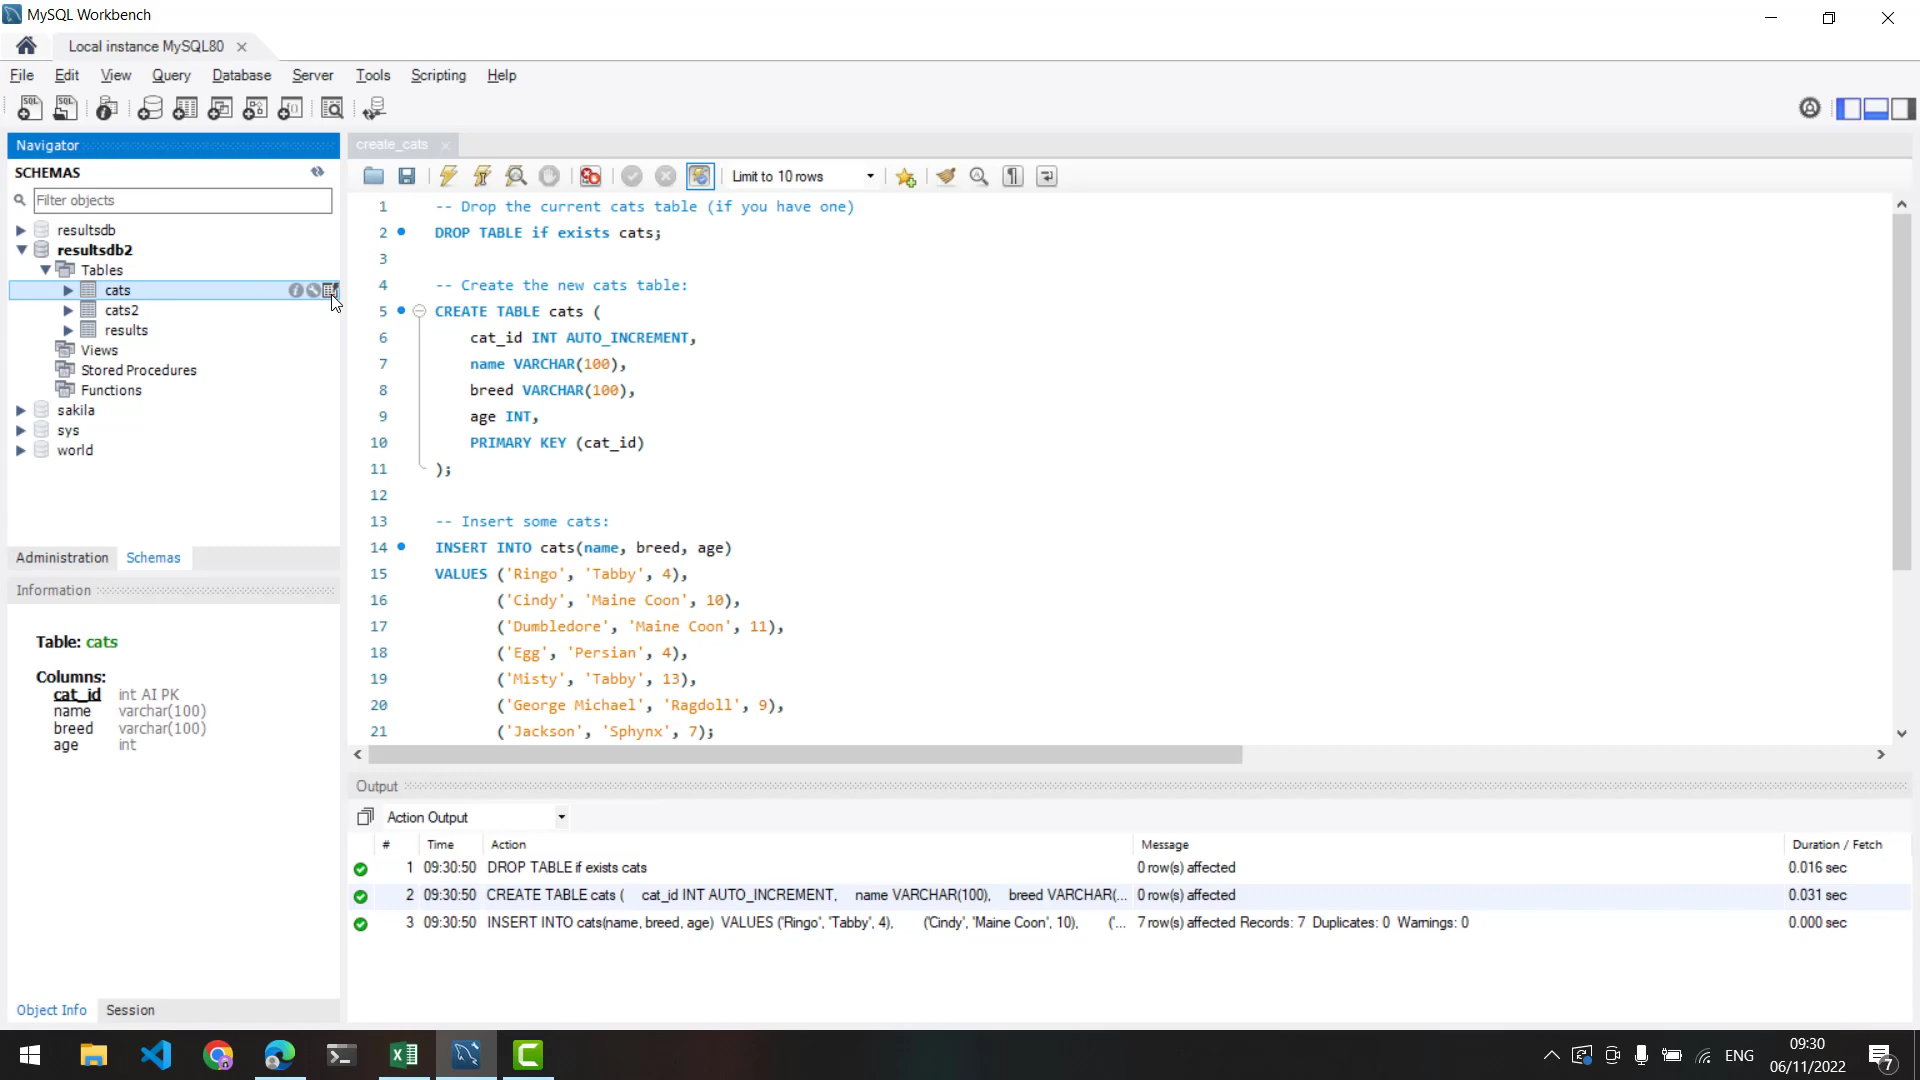 MySQL Workbench
Local instance MySQL80
File Edit View Query Database Server Tools Scripting Help
Navigator
SCHEMAS
Filter objects
resultsdb
resultsdb2
Tables
cats
cats2
results
Views
Stored Procedures
Functions
sakila
sys
world
Administration Schemas
Information
Table: cats
Columns:
cat_id int AI PK
name varchar(100)
breed varchar(100)
age int
Object Info Session
create_cats
Limit to 10 rows
1 -- Drop the current cats table (if you have one)
2 DROP TABLE if exists cats;
3
4 -- Create the new cats table:
5 CREATE TABLE cats (
6 cat_id INT AUTO_INCREMENT,
7 name VARCHAR(100),
8 breed VARCHAR(100),
9 age INT,
10 PRIMARY KEY (cat_id)
11 );
12
13 -- Insert some cats:
14 INSERT INTO cats(name, breed, age)
15 VALUES ('Ringo', 'Tabby', 4),
16 ('Cindy', 'Maine Coon', 10),
17 ('Dumbledore', 'Maine Coon', 11),
18 ('Egg', 'Persian', 4),
19 ('Misty', 'Tabby', 13),
20 ('George Michael', 'Ragdoll', 9),
21 ('Jackson', 'Sphynx', 7);
Output
Action Output
# Time Action Message Duration / Fetch
1 09:30:50 DROP TABLE if exists cats 0 row(s) affected 0.016 sec
2 09:30:50 CREATE TABLE cats ( cat_id INT AUTO_INCREMENT, name VARCHAR(100), breed VARCHAR(... 0 row(s) affected 0.031 sec
3 09:30:50 INSERT INTO cats(name, breed, age) VALUES ('Ringo', 'Tabby', 4), ('Cindy', 'Maine Coon', 10), ('... 7 row(s) affected Records: 7 Duplicates: 0 Warnings: 0 0.000 sec
ENG
09:30
06/11/2022
7